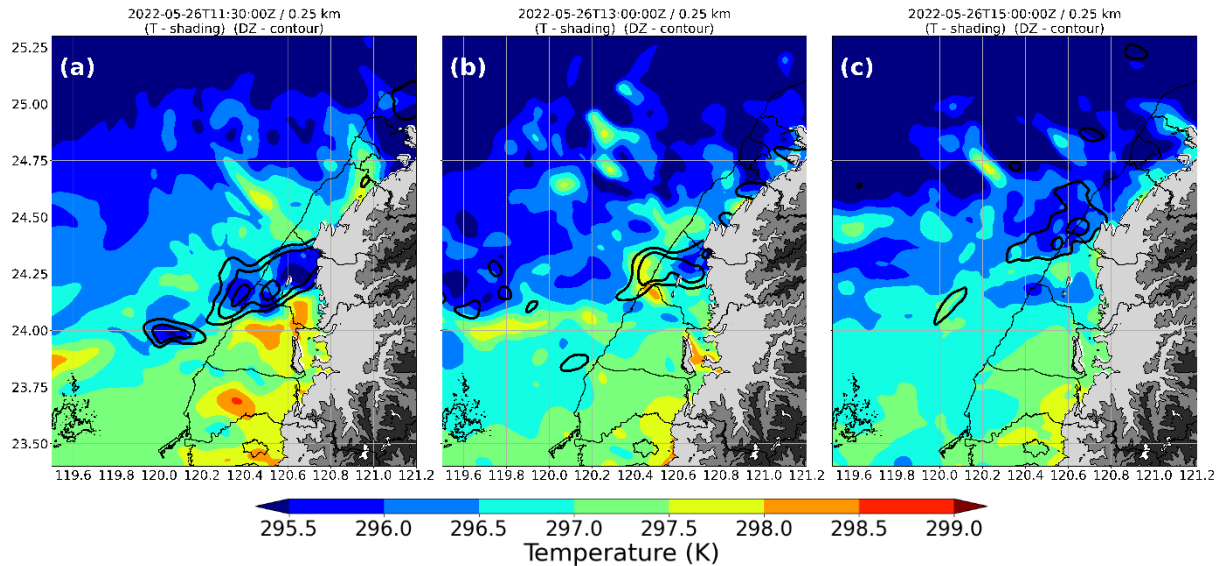 2022-05-26T11:30:00Z / 0.25 km
(T - shading) (DZ - contour)
2022-05-26T13:00:00Z / 0.25 km
(T - shading) (DZ - contour)
2022-05-26T15:00:00Z / 0.25 km
(T - shading) (DZ - contour)
(a)
(b)
(c)
25.25
25.00
24.75
24.50
24.25
24.00
23.75
23.50
119.6 119.8 120.0 120.2 120.4 120.6 120.8 121.0 121.2
119.6 119.8 120.0 120.2 120.4 120.6 120.8 121.0 121.2
119.6 119.8 120.0 120.2 120.4 120.6 120.8 121.0 121.2
295.5 296.0 296.5 297.0 297.5 298.0 298.5 299.0
Temperature (K)